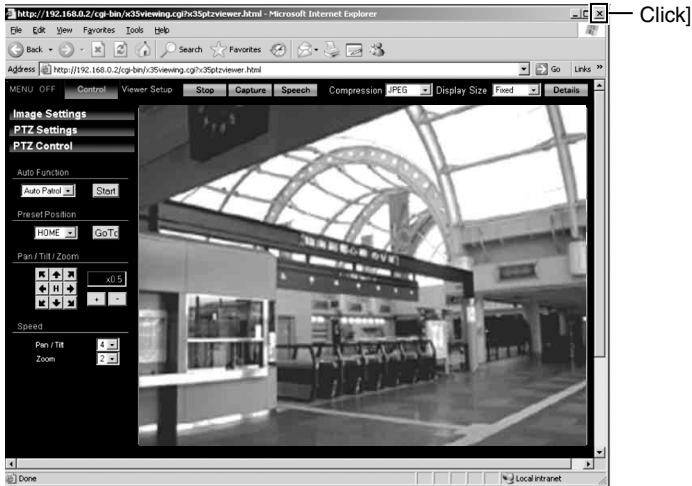 http://192.168.0.2/cgi-bin/x35viewing.cgi?x35ptzviewer.html - Microsoft Internet Explorer
Click]
File Edit View Favorites Tools Help
Back Search Favorites
Address http://192.168.0.2/cgi-bin/x35viewing.cgi?x35ptzviewer.html Go Links »
MENU OFF Control Viewer Setup Stop Capture Speech Compression JPEG Display Size Fixed Details
Image Settings
PTZ Settings
PTZ Control
Auto Function
Auto Patrol Start
Preset Position
HOME GoTo
Pan / Tilt / Zoom
x0.5
H
+ -
Speed
Pan / Tilt 4
Zoom 2
Done Local intranet